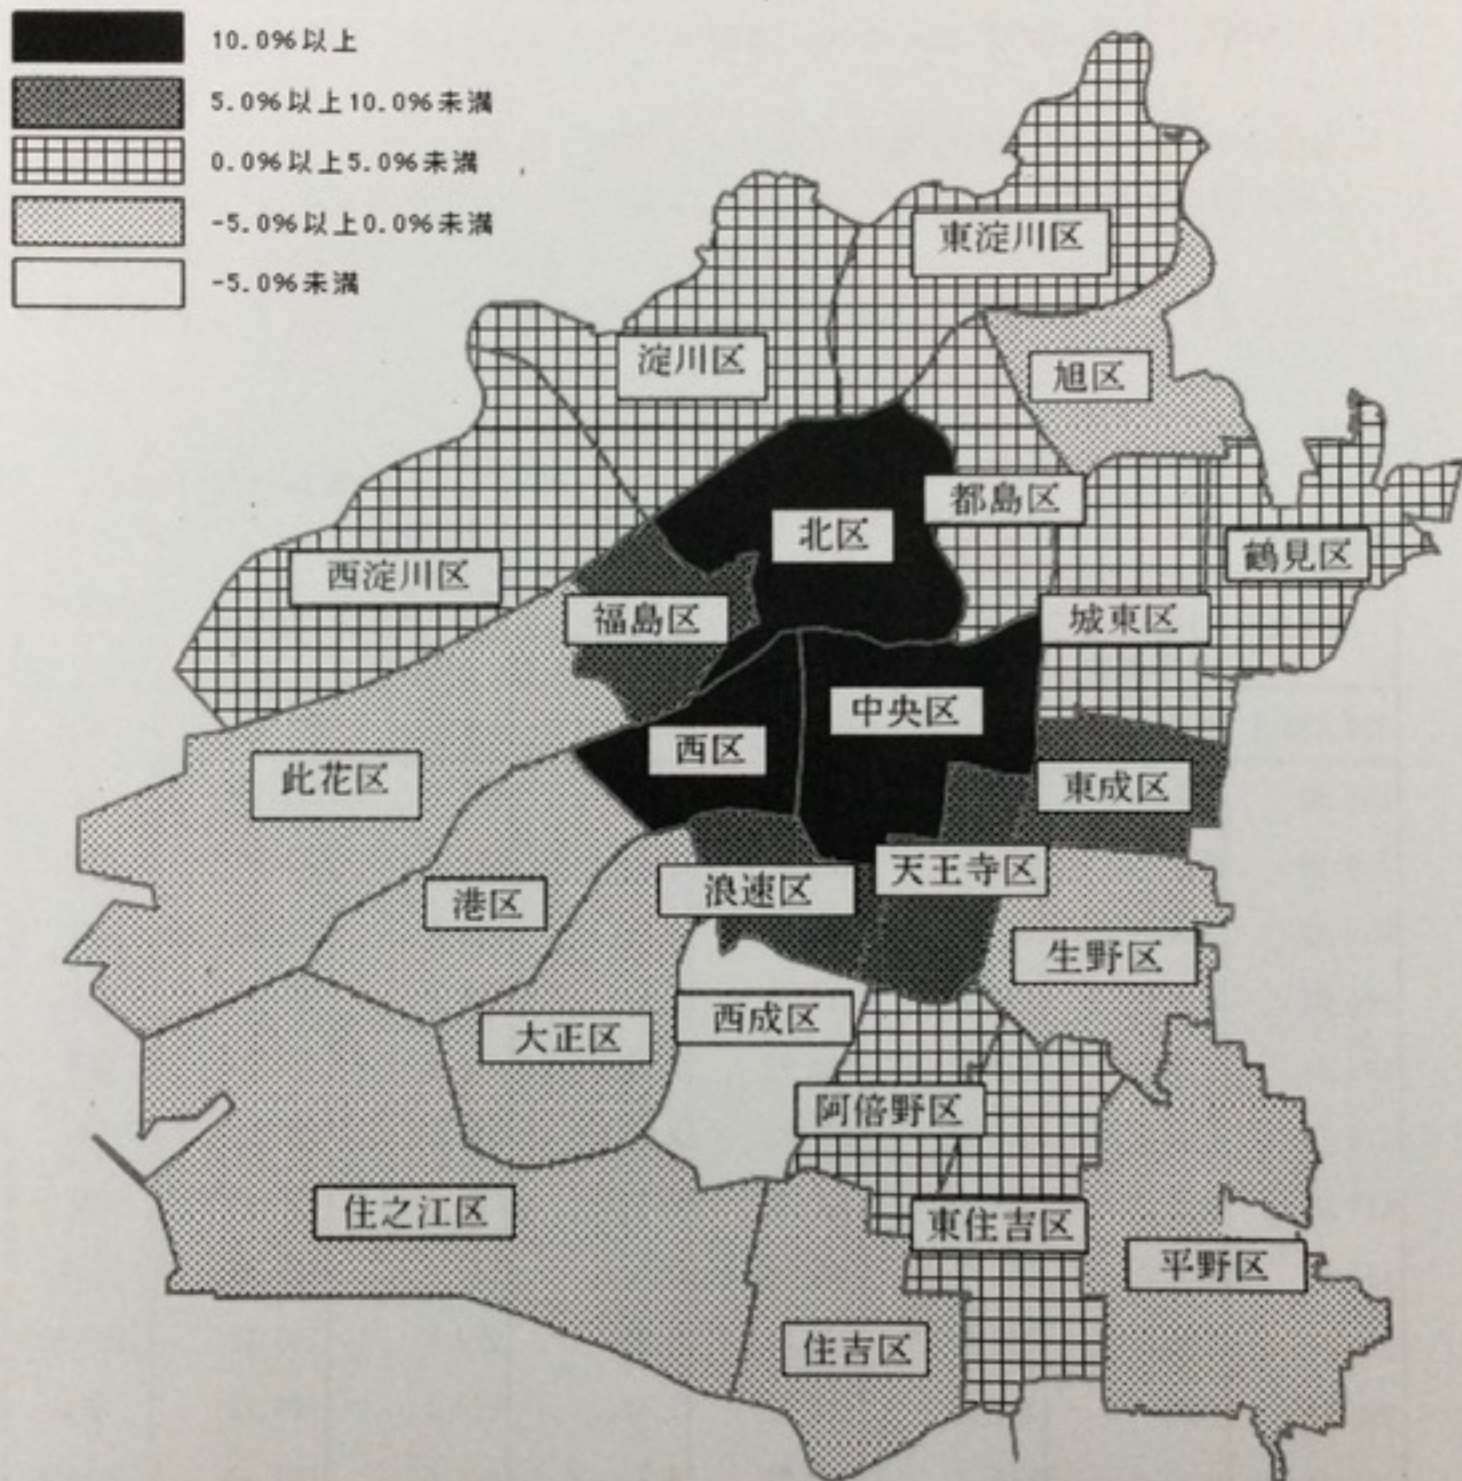 10.0%以上
5.0%以上10.0%未満
0.0%以上5.0%未満
-5.0%以上0.0%未満
-5.0%未満
東淀川区
淀川区
旭区
都島区
北区
鶴見区
西淀川区
福島区
城東区
中央区
西区
此花区
東成区
天王寺区
浪速区
港区
生野区
西成区
大正区
阿倍野区
住之江区
東住吉区
平野区
住吉区